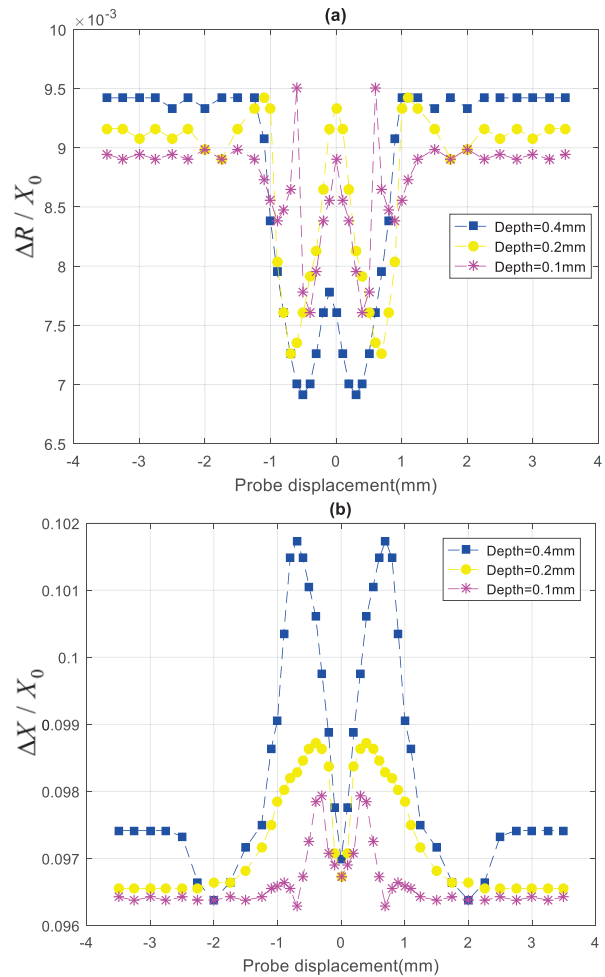 (a)
×10⁻³
10
9.5
9
8.5
8
7.5
7
6.5
ΔR / X₀
Depth=0.4mm
Depth=0.2mm
Depth=0.1mm
-4 -3 -2 -1 0 1 2 3 4
Probe displacement(mm)
(b)
0.102
0.101
0.1
0.099
0.098
0.097
0.096
ΔX / X₀
Depth=0.4mm
Depth=0.2mm
Depth=0.1mm
-4 -3 -2 -1 0 1 2 3 4
Probe displacement(mm)